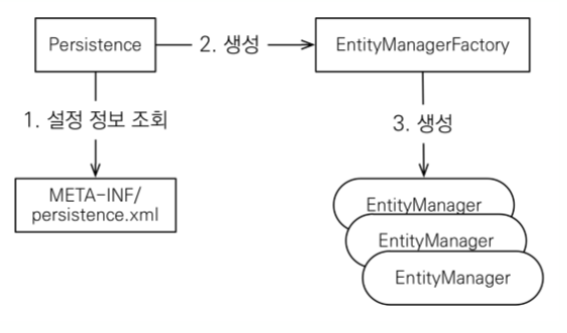 Persistence
2. 생성
EntityManagerFactory
1. 설정 정보 조회
3. 생성
META-INF/
persistence.xml
EntityManager
EntityManager
EntityManager